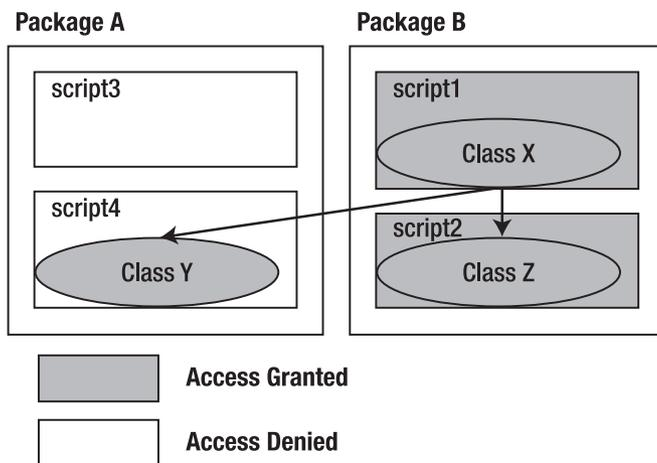 Package A
Package B
script3
script1
Class X
script4
script2
Class Y
Class Z
Access Granted
Access Denied